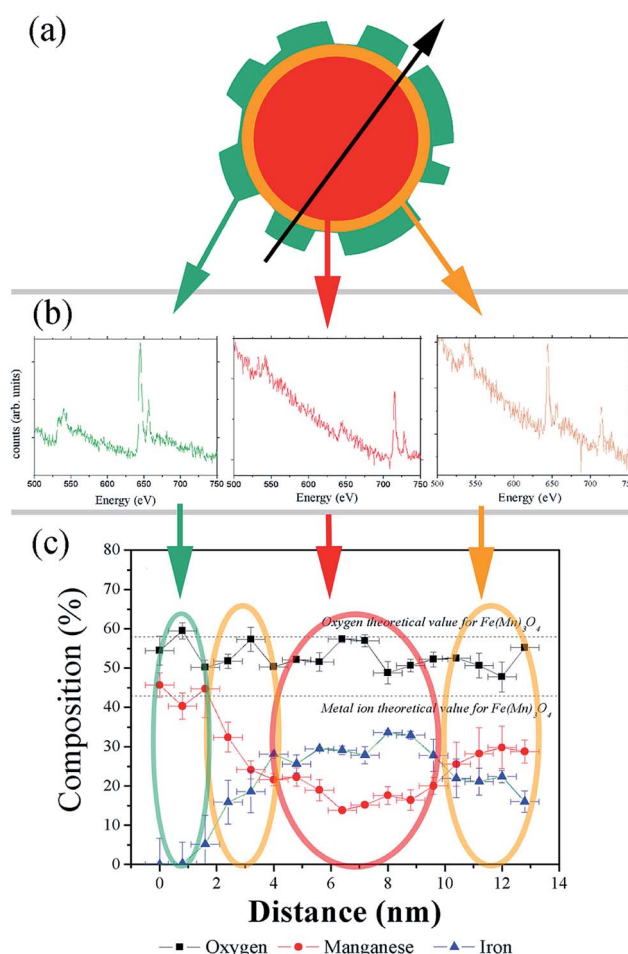 (a)
(b)
counts (arb. units)
500 550 600 650 700 750
Energy (eV)
500 550 600 650 700 750
Energy (eV)
500 550 600 650 700 750
Energy (eV)
(c)
Composition (%)
80
70
60
50
40
30
20
10
0
Oxygen theoretical value for Fe(Mn)₃O₄
Metal ion theoretical value for Fe(Mn)₃O₄
0 2 4 6 8 10 12 14
Distance (nm)
Oxygen Manganese Iron